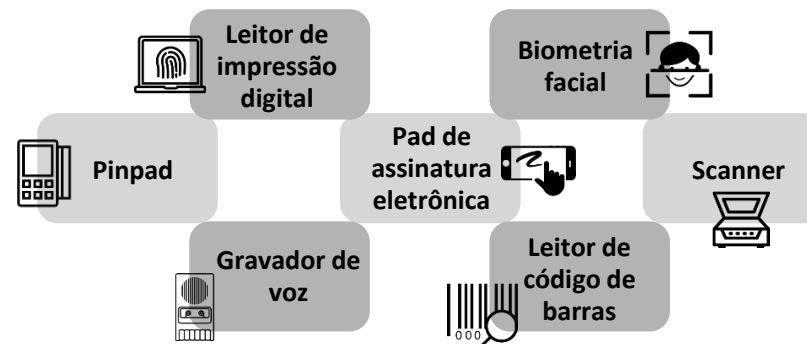 Leitor de
impressão
digital
Biometria
facial
Pinpad
Pad de
assinatura
eletrônica
Scanner
Gravador de
voz
Leitor de
código de
barras
000